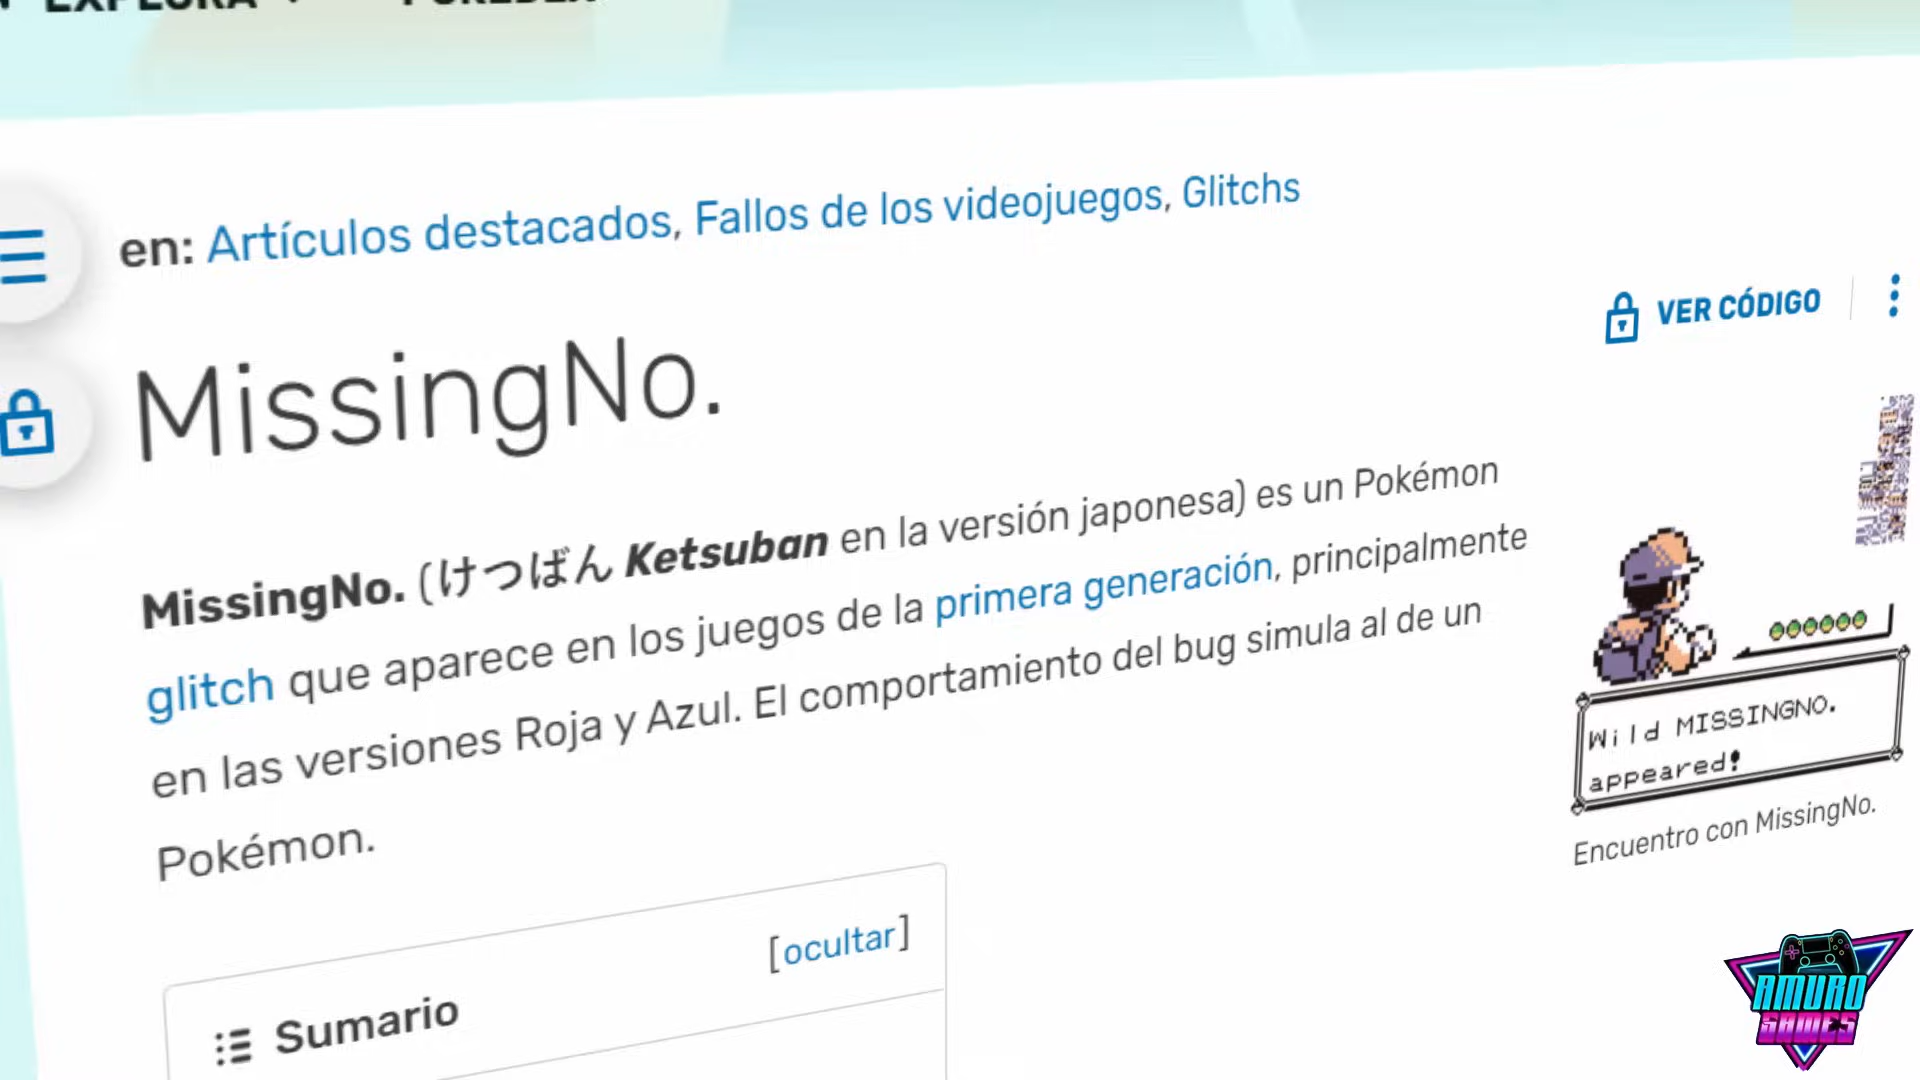 EXPLORA
en: Artículos destacados, Fallos de los videojuegos, Glitchs
VER CÓDIGO
MissingNo.
MissingNo. (けつばん Ketsuban en la versión japonesa) es un Pokémon
glitch que aparece en los juegos de la primera generación, principalmente
en las versiones Roja y Azul. El comportamiento del bug simula al de un
Pokémon.
Wild MISSINGNO.
appeared!
Encuentro con MissingNo.
[ocultar]
Sumario
AMURO
GAMES